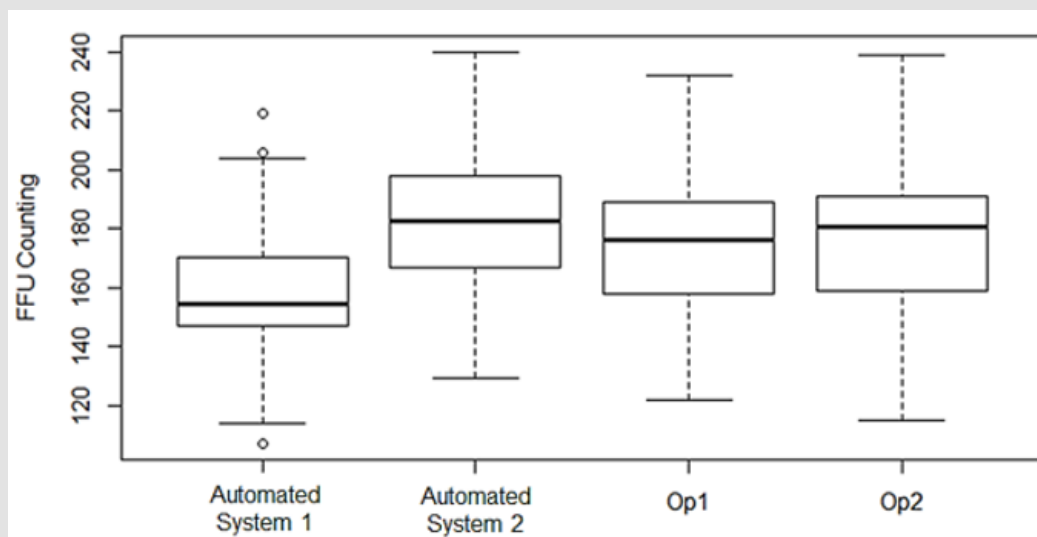 FFU Counting
240
220
200
180
160
140
120
Automated
System 1
Automated
System 2
Op1
Op2